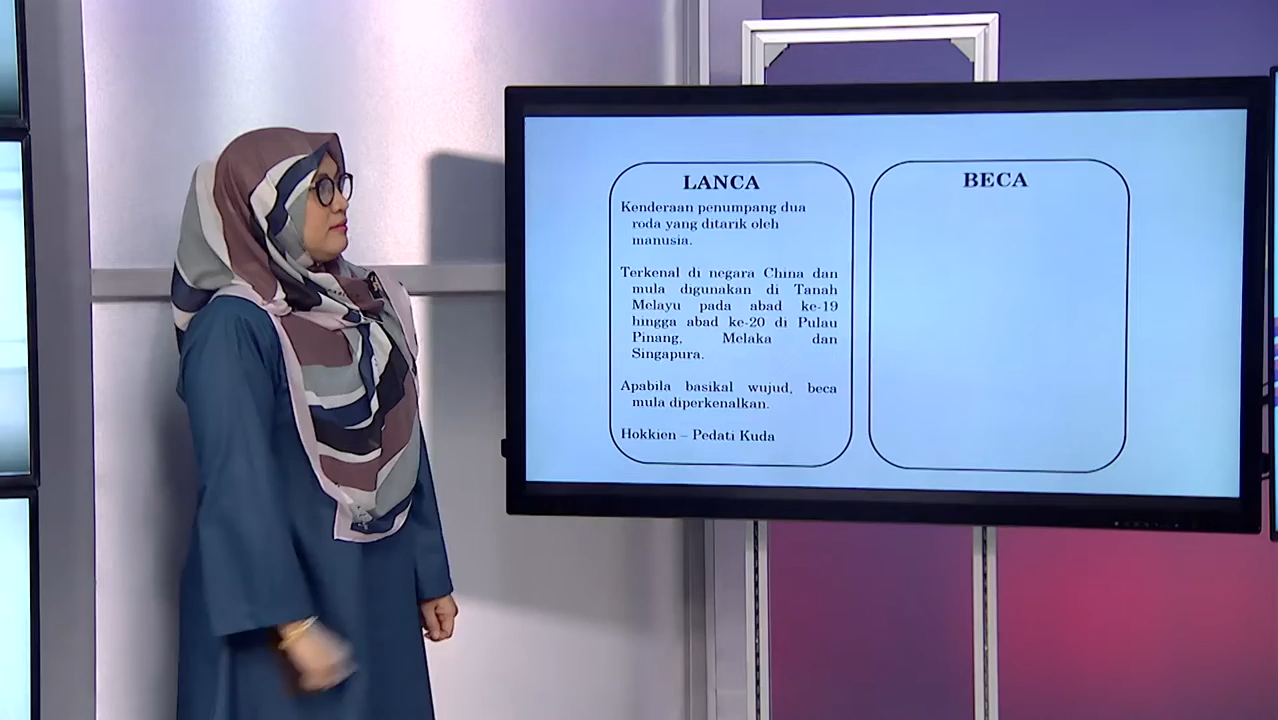 LANCA
Kenderaan penumpang dua
roda yang ditarik oleh
manusia.
Terkenal di negara China dan
mula digunakan di Tanah
Melayu pada abad ke-19
hingga abad ke-20 di Pulau
Pinang, Melaka dan
Singapura.
Apabila basikal wujud, beca
mula diperkenalkan.
Hokkien – Pedati Kuda
BECA